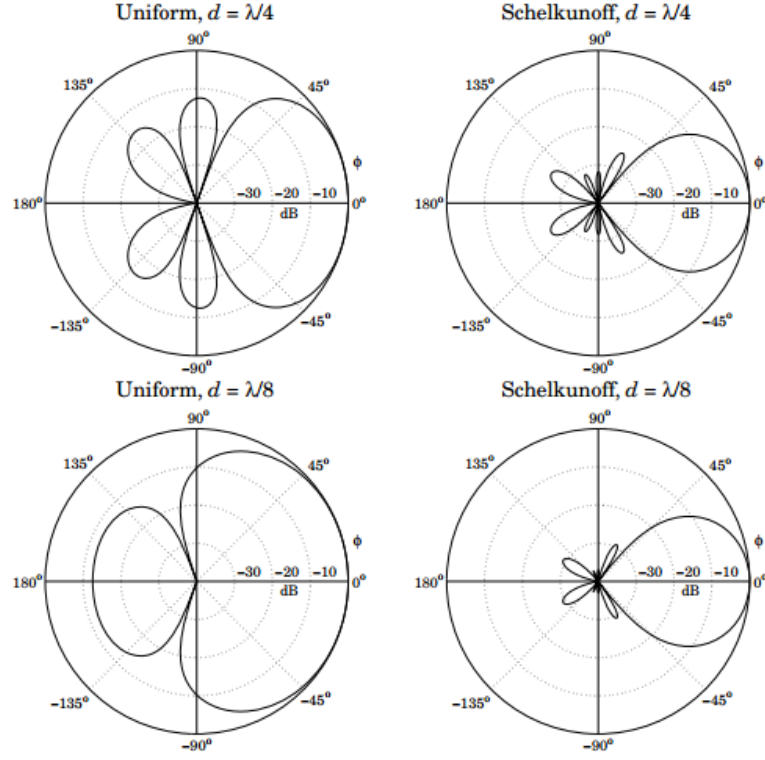 Uniform, d = λ/4
90°
135°
45°
ϕ
180°
−30 −20 −10
0°
dB
−135°
−45°
−90°
Schelkunoff, d = λ/4
90°
135°
45°
ϕ
180°
−30 −20 −10
0°
dB
−135°
−45°
−90°
Uniform, d = λ/8
90°
135°
45°
ϕ
180°
−30 −20 −10
0°
dB
−135°
−45°
−90°
Schelkunoff, d = λ/8
90°
135°
45°
ϕ
180°
−30 −20 −10
0°
dB
−135°
−45°
−90°